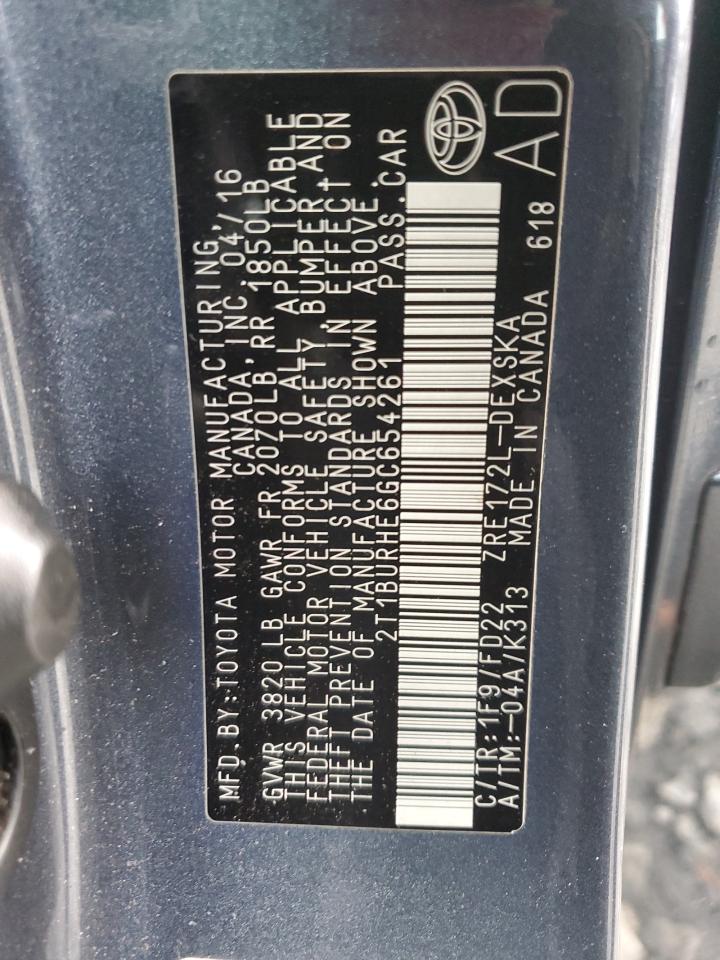 MFD.BY:TOYOTA MOTOR MANUFACTURING,
CANADA, INC. 04/16
GVWR 3820 LB GAWR FR 2070LB, RR 1850LB
THIS VEHICLE CONFORMS TO ALL APPLICABLE
FEDERAL MOTOR VEHICLE SAFETY, BUMPER AND
THEFT PREVENTION STANDARDS IN EFFECT ON
THE DATE OF MANUFACTURE SHOWN ABOVE.
2T1BURHE6GC654261 PASS.CAR
C/TR:1F9/FD22 ZRE172L-DEXSKA
A/TM:-04A/K313 MADE IN CANADA 618
AD